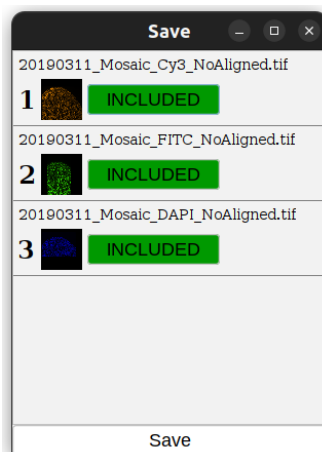 Save
20190311_Mosaic_Cy3_NoAligned.tif
1 INCLUDED
20190311_Mosaic_FITC_NoAligned.tif
2 INCLUDED
20190311_Mosaic_DAPI_NoAligned.tif
3 INCLUDED
Save